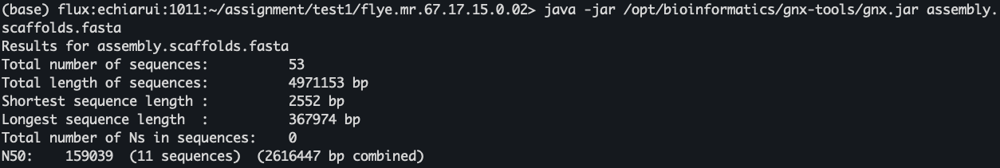 (base) flux:echiarui:1011:~/assignment/test1/flye.mr.67.17.15.0.02> java -jar /opt/bioinformatics/gnx-tools/gnx.jar assembly.
scaffolds.fasta
Results for assembly.scaffolds.fasta
Total number of sequences:          53
Total length of sequences:          4971153 bp
Shortest sequence length :          2552 bp
Longest sequence length  :          367974 bp
Total number of Ns in sequences:    0
N50:    159039  (11 sequences)  (2616447 bp combined)